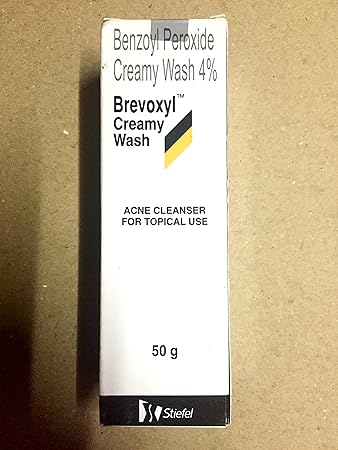 Benzoyl Peroxide
Creamy Wash 4%
Brevoxyl™
Creamy
Wash
ACNE CLEANSER
FOR TOPICAL USE
50 g
Stiefel